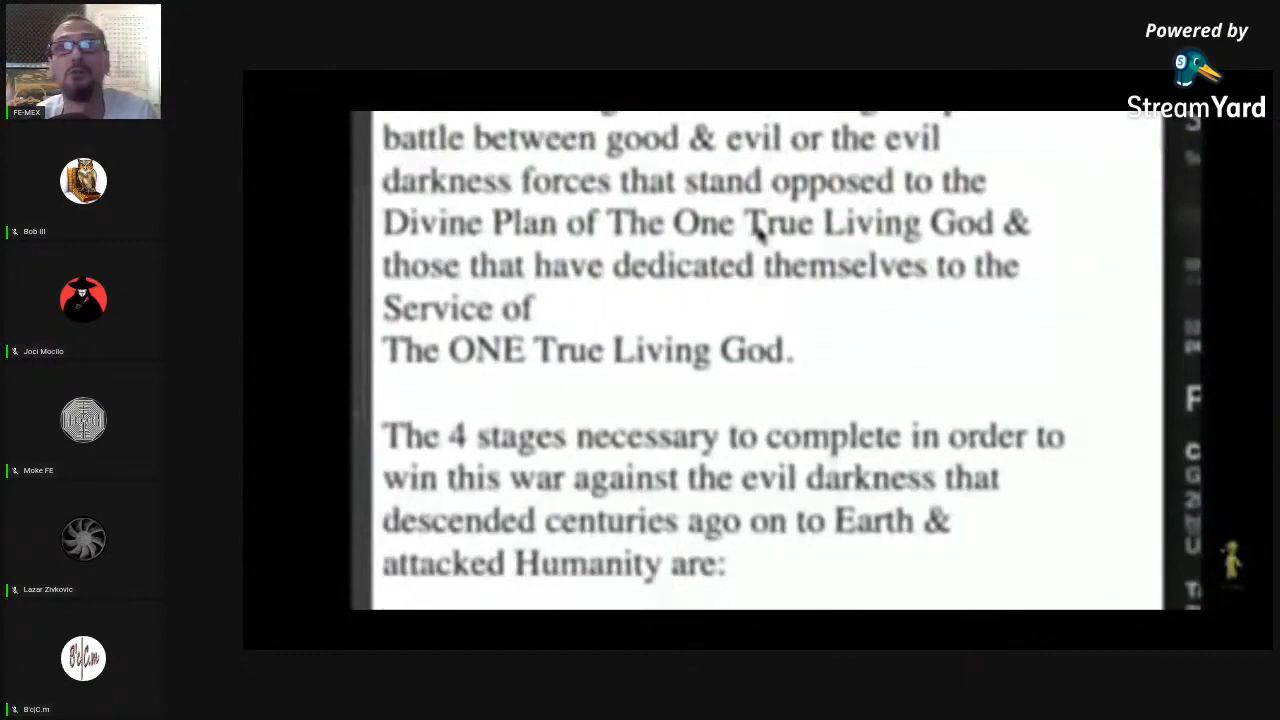 Powered by
StreamYard
FE-MEX
Bob III
Joci Mocilo
Moke FE
Lazar Zivkovic
B'c|C.m
B'c|C.m
battle between good & evil or the evil
darkness forces that stand opposed to the
Divine Plan of The One True Living God &
those that have dedicated themselves to the
Service of
The ONE True Living God.
The 4 stages necessary to complete in order to
win this war against the evil darkness that
descended centuries ago on to Earth &
attacked Humanity are: